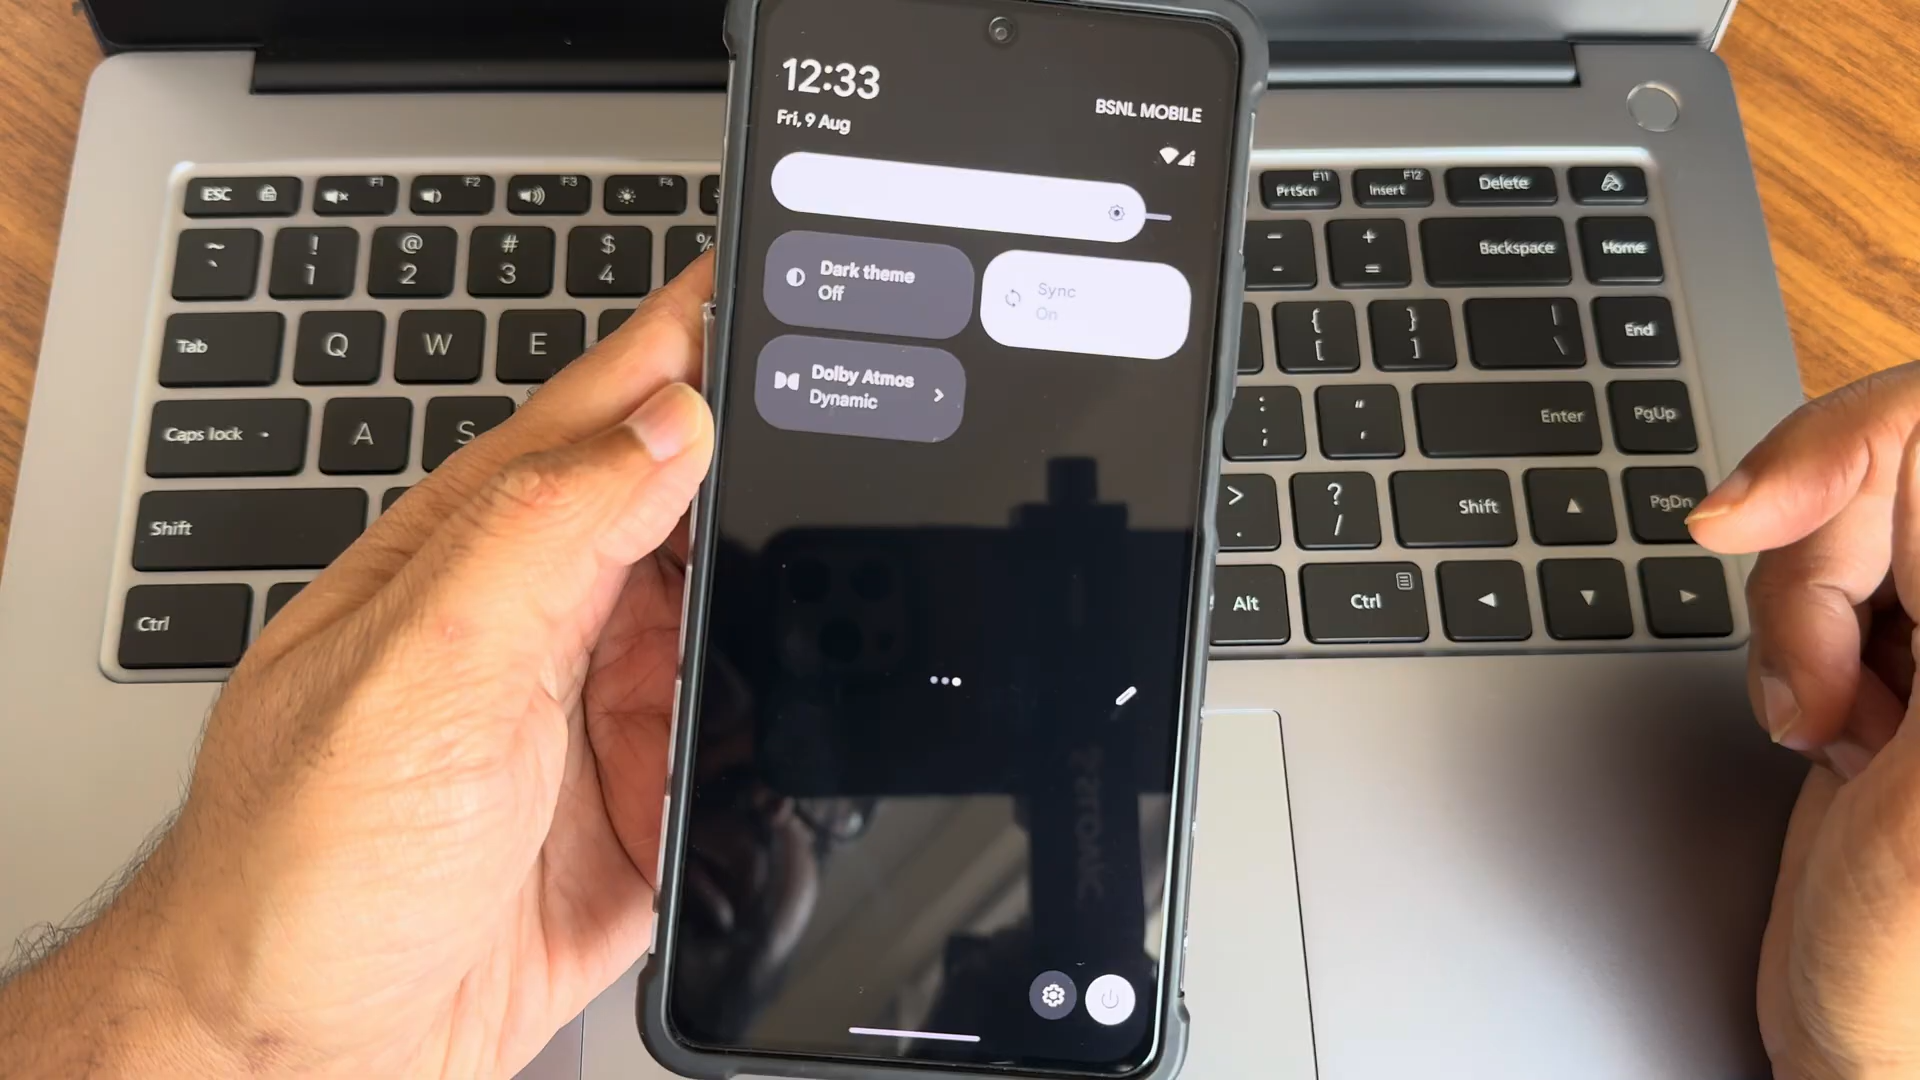 12:33
Fri, 9 Aug
BSNL MOBILE
Dark theme
Off
Sync
On
Dolby Atmos
Dynamic
ESC
F1
F2
F3
F4
F11
PrtScn
F12
Insert
Delete
~
`
!
1
@
2
#
3
$
4
%
-
+
=
Backspace
Home
Tab
Q
W
E
{
[
}
]
|
\
End
Caps lock
A
S
:
;
"
,
Enter
PgUp
Shift
>
.
?
/
Shift
PgDn
Ctrl
Alt
Ctrl